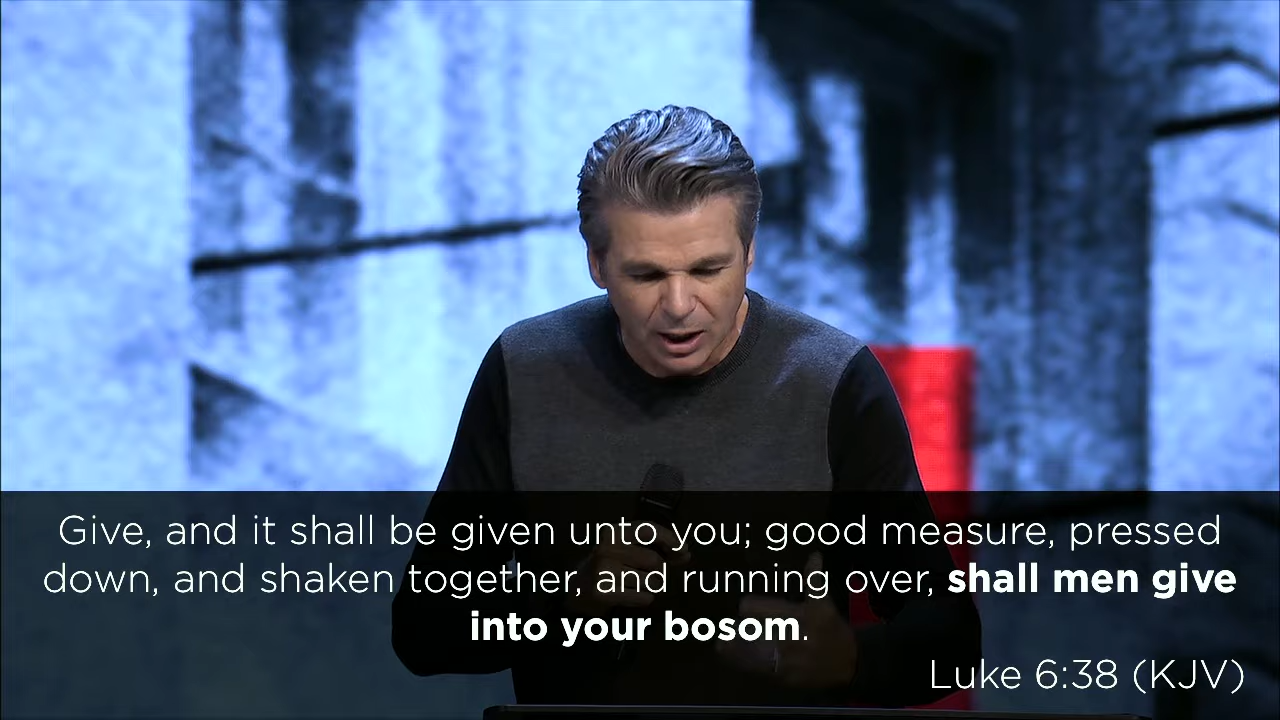 Give, and it shall be given unto you; good measure, pressed
down, and shaken together, and running over, shall men give
into your bosom.
Luke 6:38 (KJV)